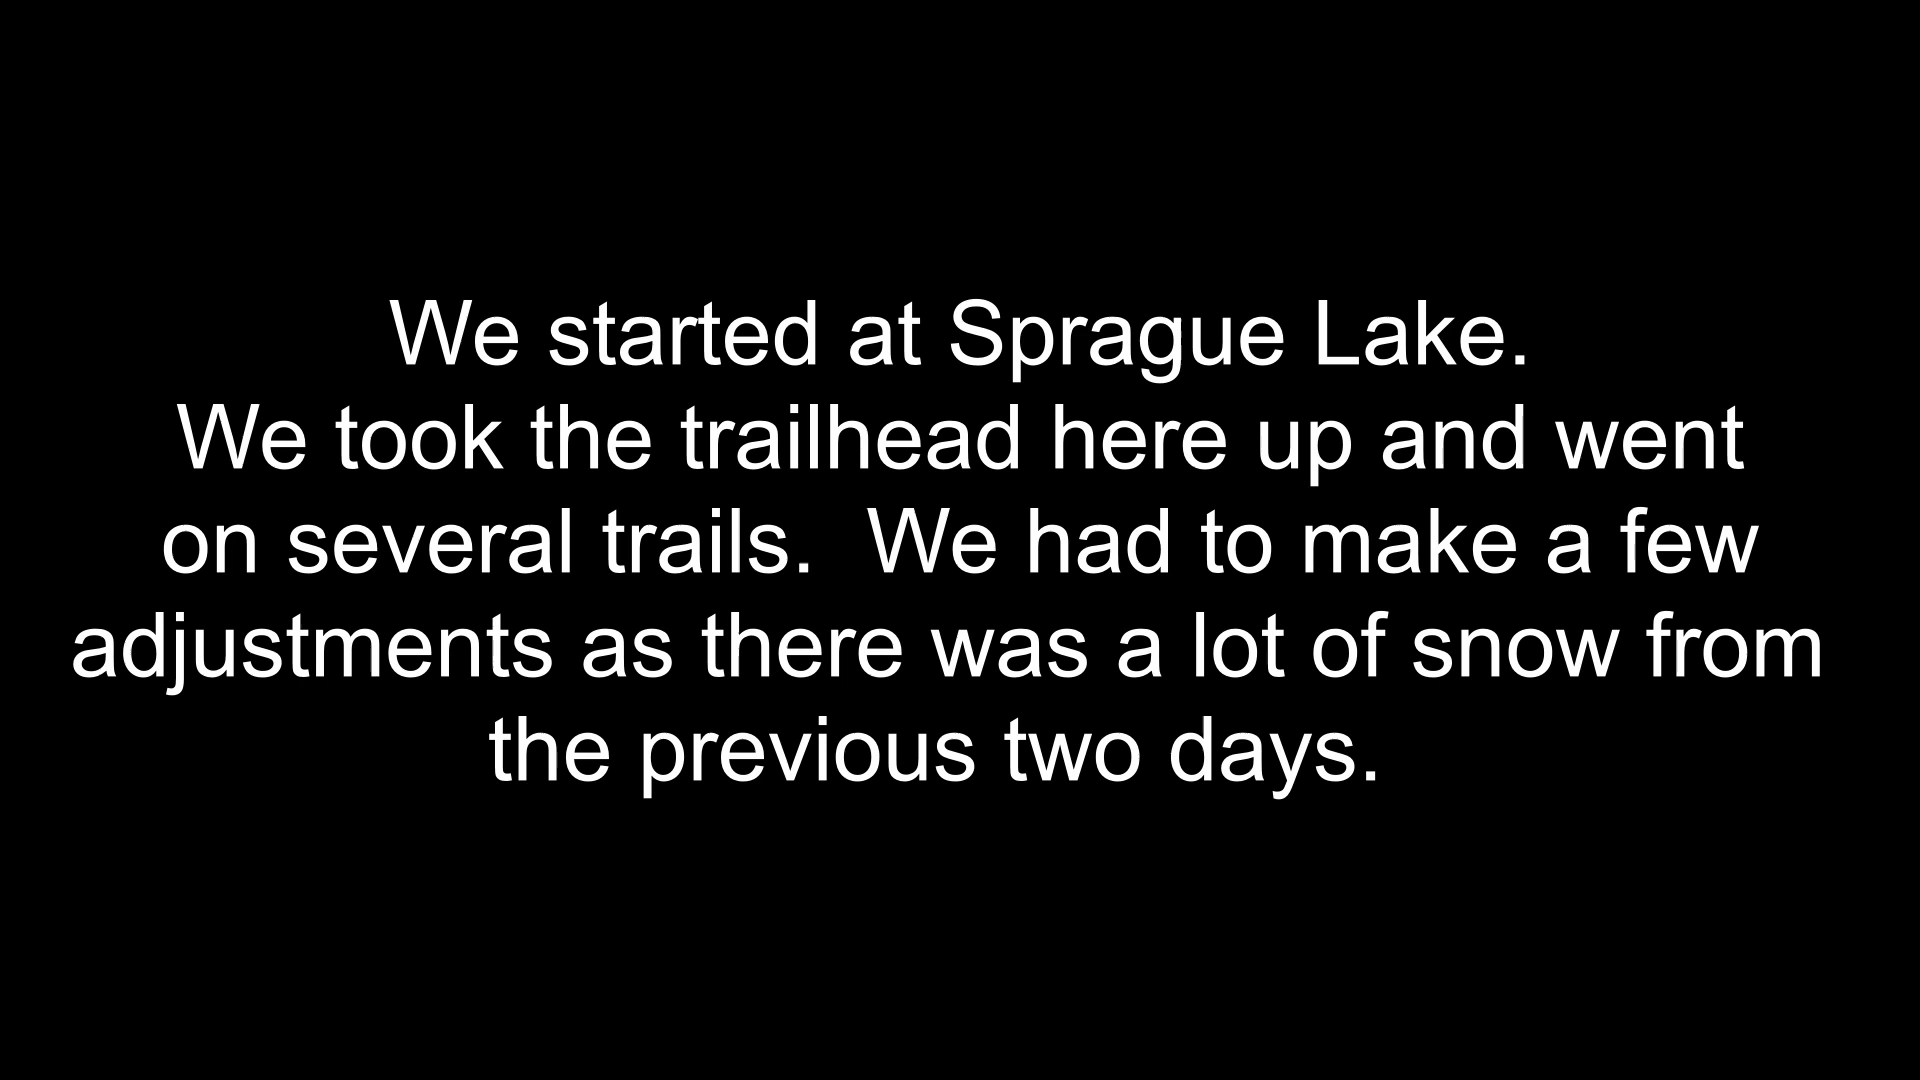 We started at Sprague Lake.
We took the trailhead here up and went
on several trails.  We had to make a few
adjustments as there was a lot of snow from
the previous two days.